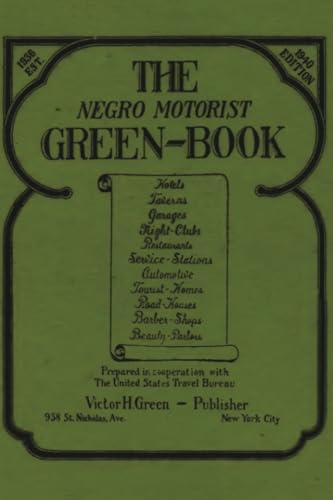 1936
EST.
1940
EDITION
THE
NEGRO MOTORIST
GREEN-BOOK
Hotels
Taverns
Garages
Night-Clubs
Restaurants
Service-Stations
Automotive
Tourist-Homes
Road-Houses
Barber-Shops
Beauty-Parlors
Prepared in cooperation with
The United States Travel Bureau
Victor H. Green - Publisher
938 St. Nicholas, Ave. New York City